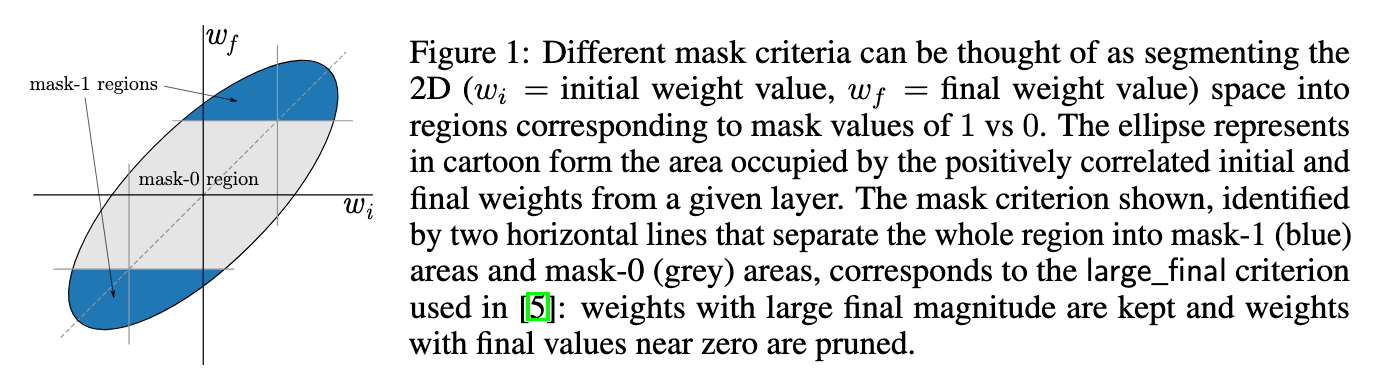 w_f
mask-1 regions
mask-0 region
w_i
Figure 1: Different mask criteria can be thought of as segmenting the
2D (w_i = initial weight value, w_f = final weight value) space into
regions corresponding to mask values of 1 vs 0. The ellipse represents
in cartoon form the area occupied by the positively correlated initial and
final weights from a given layer. The mask criterion shown, identified
by two horizontal lines that separate the whole region into mask-1 (blue)
areas and mask-0 (grey) areas, corresponds to the large_final criterion
used in [5]: weights with large final magnitude are kept and weights
with final values near zero are pruned.